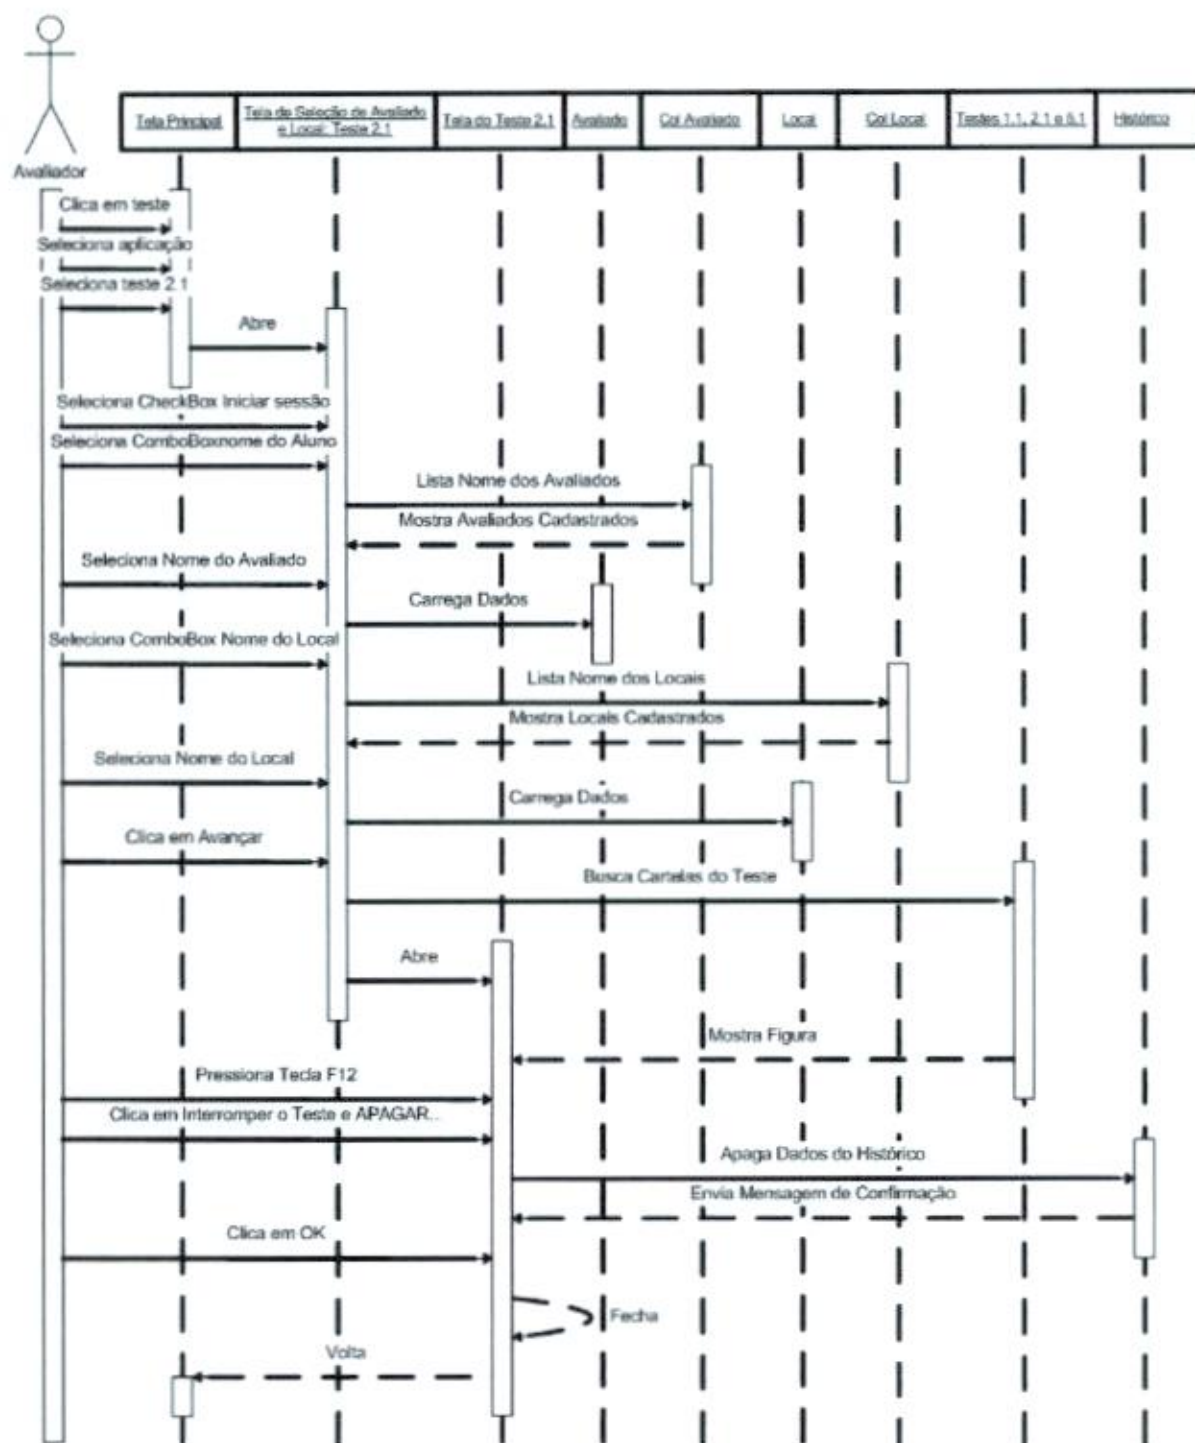 Tela Principal
Tela de Seleção de Avaliado
e Local: Teste 2.1
Tela do Teste 2.1
Avaliado
Col Avaliado
Local
Col Local
Testes 1.1, 2.1 e 5.1
Histórico
Avaliador
Clica em teste
Seleciona aplicação
Seleciona teste 2.1
Abre
Seleciona CheckBox Iniciar sessão
Seleciona ComboBoxnome do Aluno
Lista Nome dos Avaliados
Mostra Avaliados Cadastrados
Seleciona Nome do Avaliado
Carrega Dados
Seleciona ComboBox Nome do Local
Lista Nome dos Locais
Mostra Locais Cadastrados
Seleciona Nome do Local
Carrega Dados
Clica em Avançar
Busca Cartelas do Teste
Abre
Mostra Figura
Pressiona Tecla F12
Clica em Interromper o Teste e APAGAR..
Apaga Dados do Histórico
Envia Mensagem de Confirmação
Clica em OK
Fecha
Volta